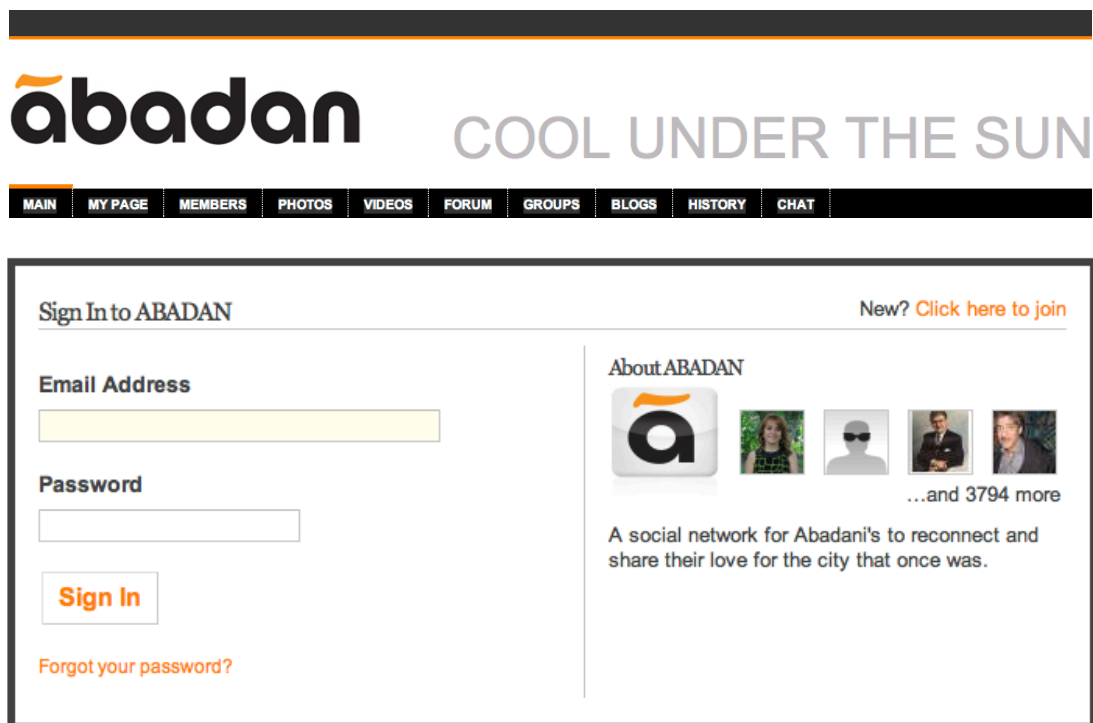 ābadan
COOL UNDER THE SUN
MAIN MY PAGE MEMBERS PHOTOS VIDEOS FORUM GROUPS BLOGS HISTORY CHAT
Sign In to ABADAN
New? Click here to join
Email Address
Password
Sign In
Forgot your password?
About ABADAN
ā
...and 3794 more
A social network for Abadani's to reconnect and
share their love for the city that once was.